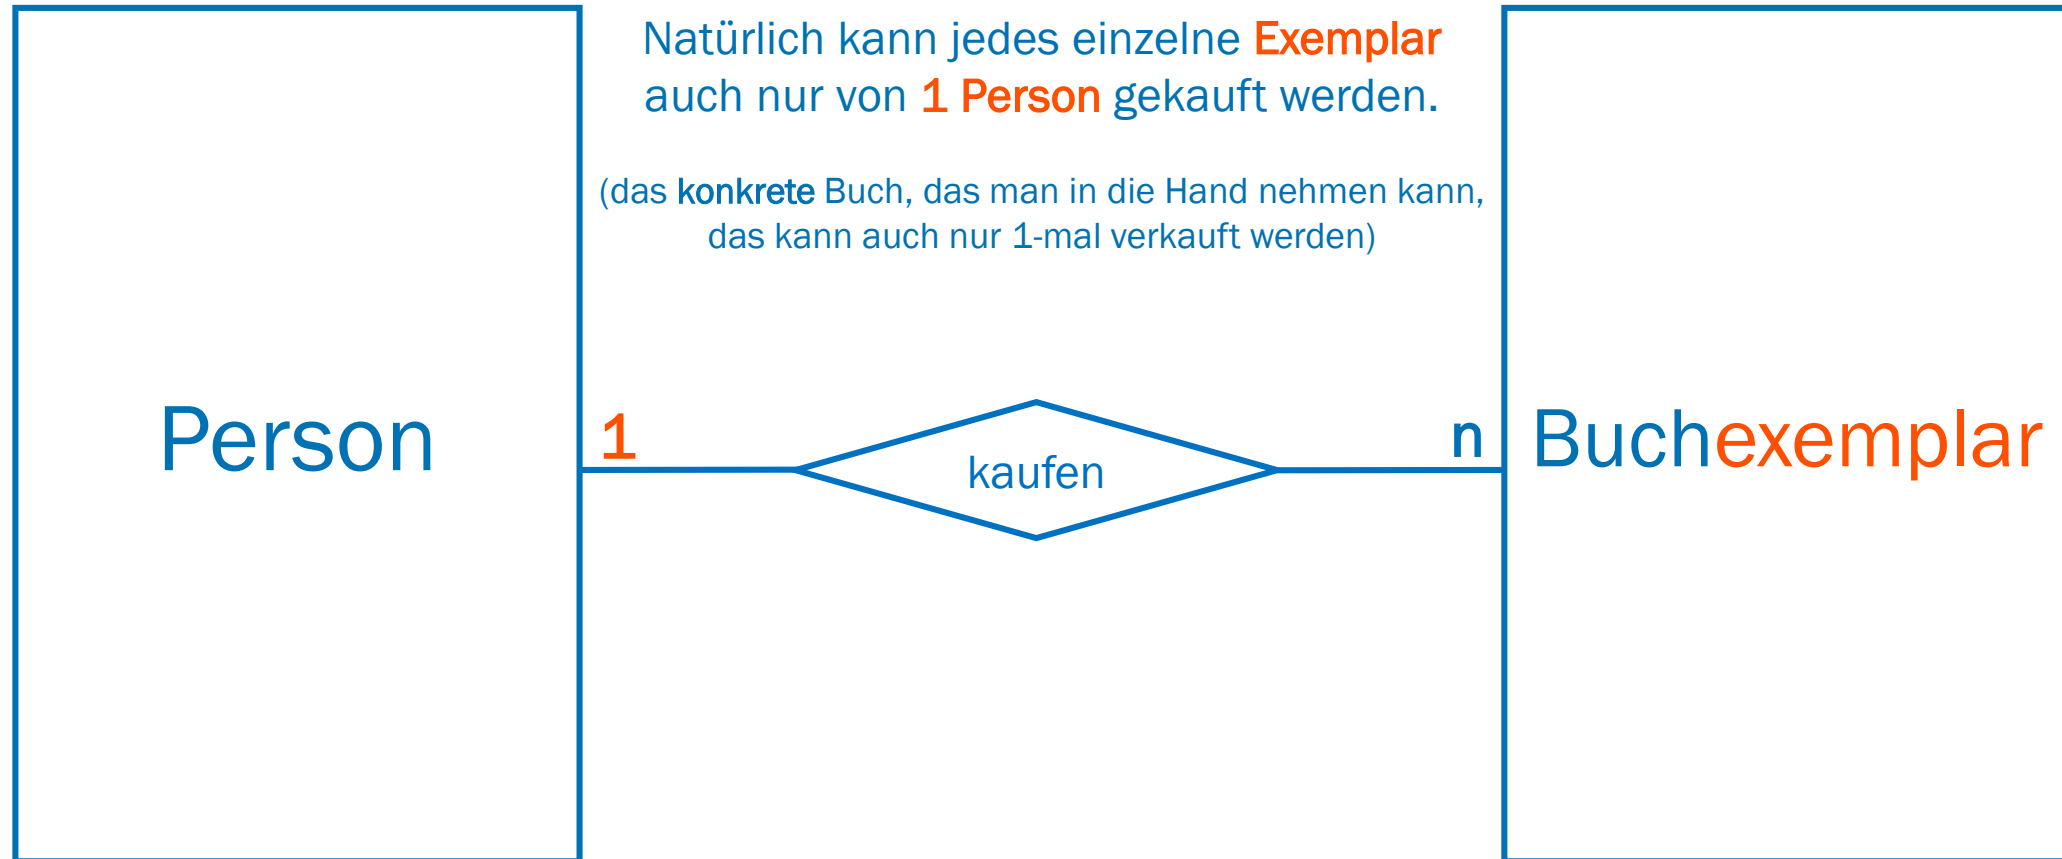 Natürlich kann jedes einzelne Exemplar
auch nur von 1 Person gekauft werden.
(das konkrete Buch, das man in die Hand nehmen kann,
das kann auch nur 1-mal verkauft werden)
Person
1
kaufen
n
Buchexemplar